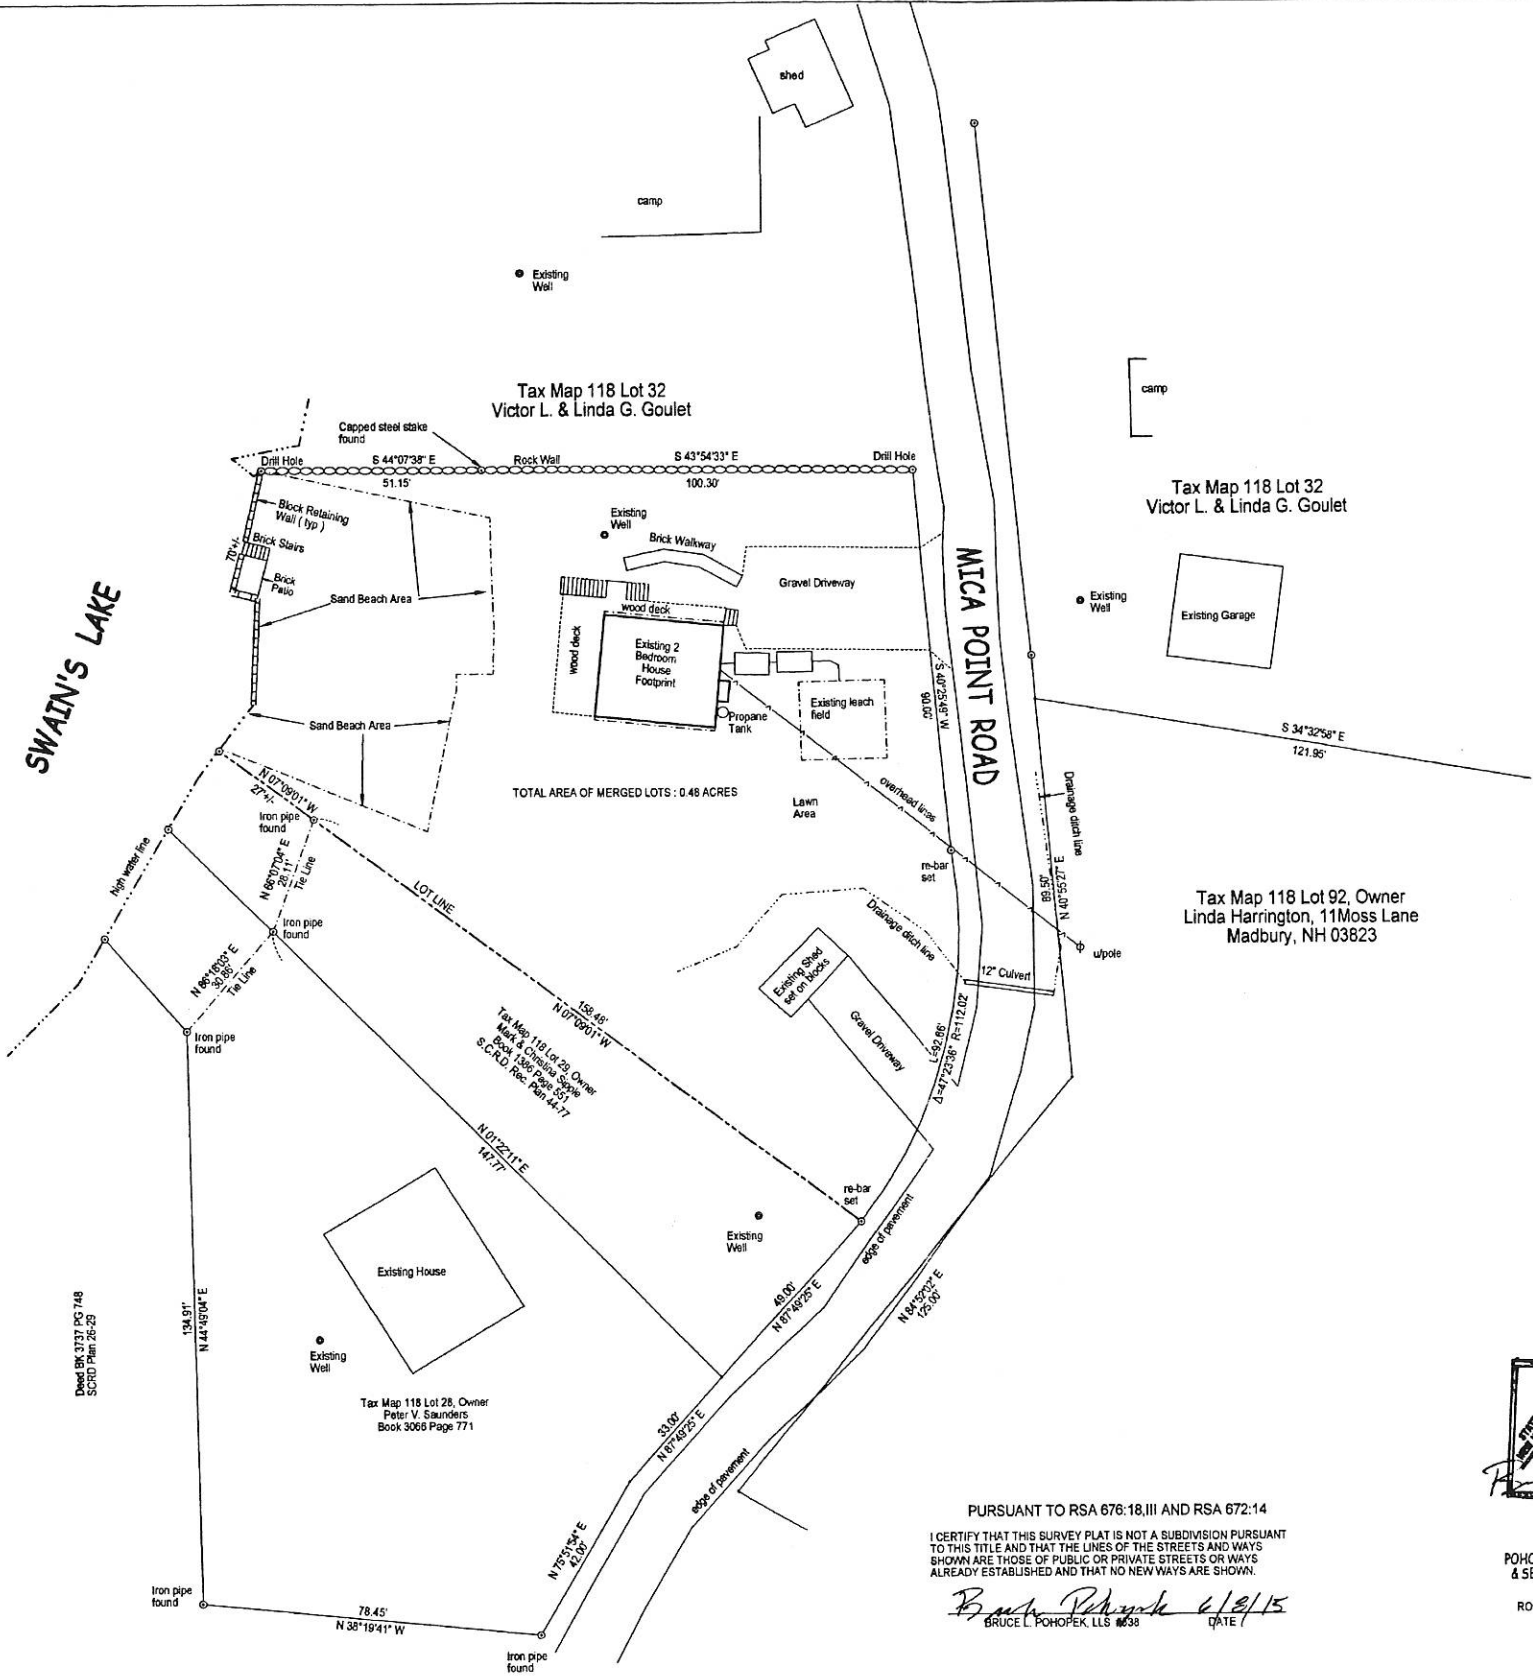 shed
camp
Existing
Well
Tax Map 118 Lot 32
Victor L. & Linda G. Goulet
camp
Capped steel stake
found
Drill Hole
S 44°07'38" E
51.15'
Rock Wall
S 43°54'33" E
100.30'
Drill Hole
Tax Map 118 Lot 32
Victor L. & Linda G. Goulet
Block Retaining
Wall ( typ )
70'+/-
Brick Stairs
Brick
Patio
Sand Beach Area
Existing
Well
Brick Walkway
Gravel Driveway
MICA POINT ROAD
Existing
Well
Existing Garage
SWAIN'S LAKE
wood deck
wood deck
Existing 2
Bedroom
House
Footprint
Propane
Tank
Existing leach
field
S 40°25'49" W
90.00'
S 34°32'58" E
121.95'
Sand Beach Area
N 07°09'01" W
27'+/-
Iron pipe
found
TOTAL AREA OF MERGED LOTS : 0.48 ACRES
Lawn
Area
overhead lines
Drainage ditch line
high water line
N 66°07'04" E
28.11'
Tie Line
LOT LINE
re-bar
set
89.50'
N 40°55'27" E
Tax Map 118 Lot 92, Owner
Linda Harrington, 11Moss Lane
Madbury, NH 03823
Iron pipe
found
Drainage ditch line
u/pole
N 86°18'03" E
30.86'
Tie Line
Existing Shed
set on blocks
12" Culvert
Iron pipe
found
158.48'
N 07°09'01" W
Tax Map 118 Lot 29, Owner
Mark & Christina Sipple
Book 1386 Page 551
S.C.R.D. Rec. Plan 44-77
Gravel Driveway
L=92.66'
Δ=47°23'36" R=112.02'
N 01°22'11" E
147.77'
re-bar
set
Existing
Well
edge of pavement
Existing House
49.00'
N 87°49'25" E
N 84°52'02" E
125.00'
134.91'
N 44°49'04" E
Deed BK 3737 PG 748
SCRD Plan 26-29
Existing
Well
Tax Map 118 Lot 28, Owner
Peter V. Saunders
Book 3066 Page 771
33.00'
N 87°49'25" E
edge of pavement
N 75°51'54" E
42.00'
Iron pipe
found
78.45'
N 38°19'41" W
Iron pipe
found
PURSUANT TO RSA 676:18,III AND RSA 672:14
I CERTIFY THAT THIS SURVEY PLAT IS NOT A SUBDIVISION PURSUANT
TO THIS TITLE AND THAT THE LINES OF THE STREETS AND WAYS
SHOWN ARE THOSE OF PUBLIC OR PRIVATE STREETS OR WAYS
ALREADY ESTABLISHED AND THAT NO NEW WAYS ARE SHOWN.
6/8/15
BRUCE L. POHOPEK, LLS #638
DATE
POHO
& SE
RO